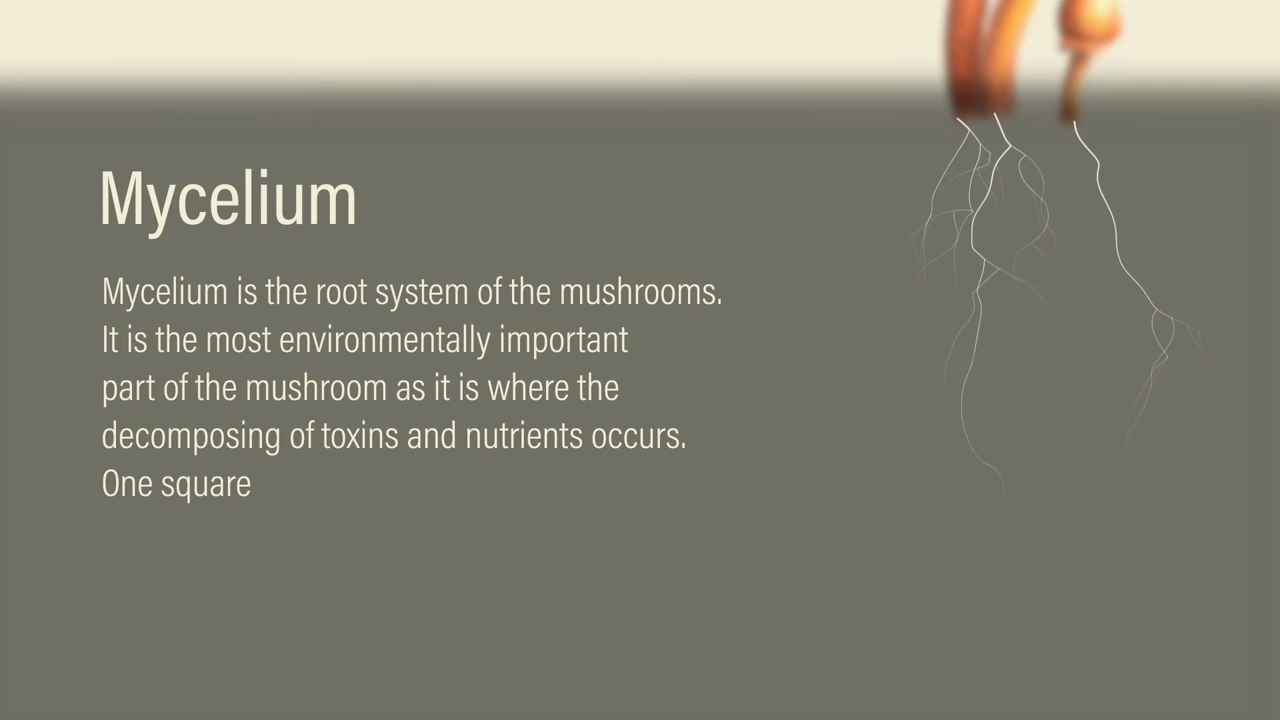 Mycelium
Mycelium is the root system of the mushrooms.
It is the most environmentally important
part of the mushroom as it is where the
decomposing of toxins and nutrients occurs.
One square